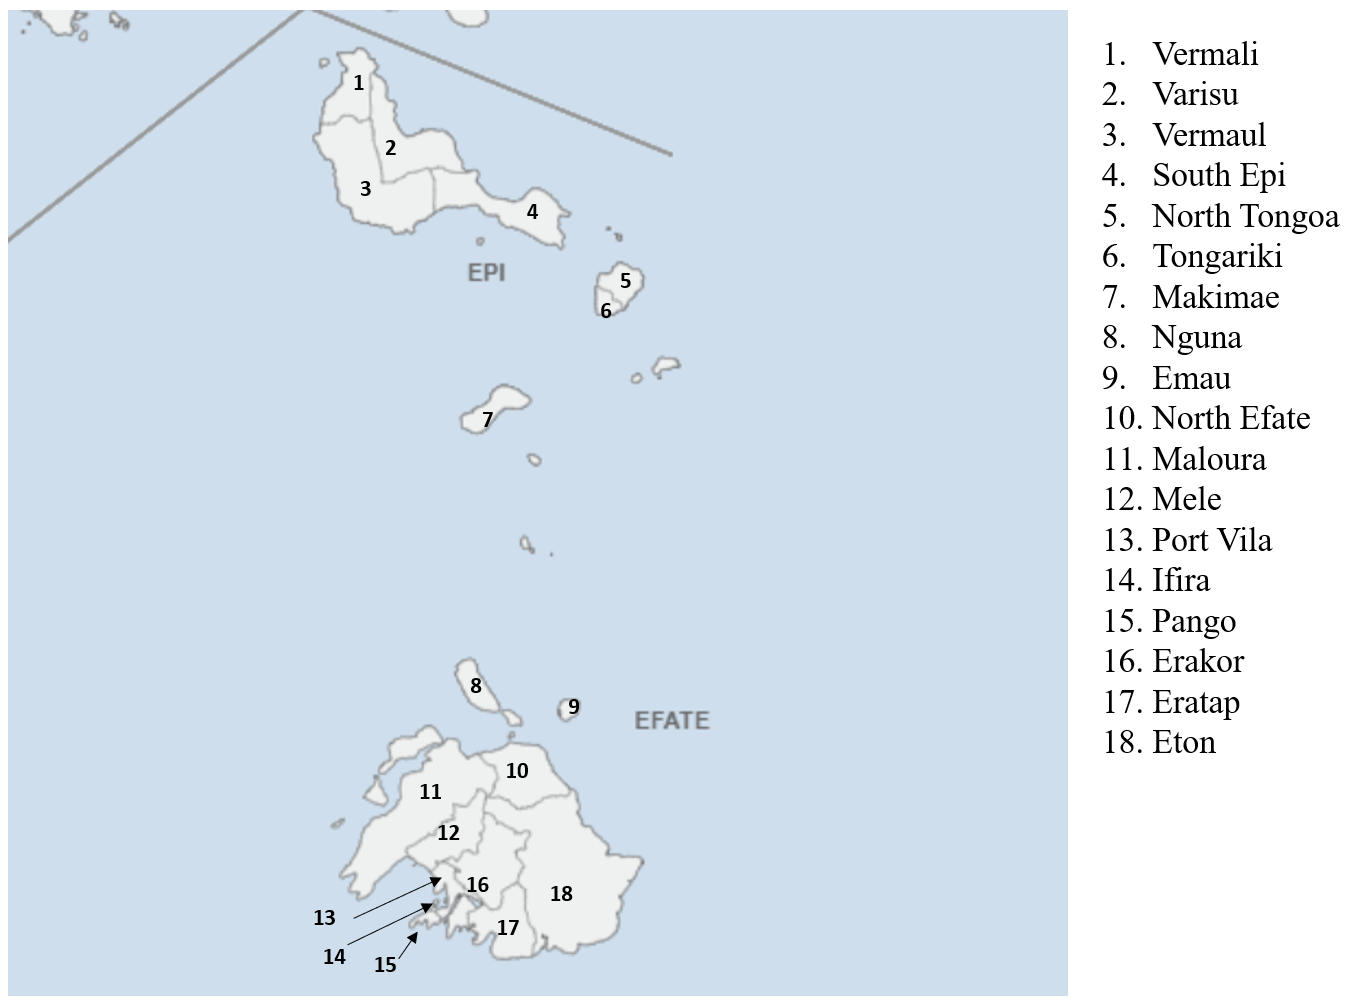 1
2
3
4
EPI
5
6
7
8
9
EFATE
10
11
12
13
14
15
16
17
18
1. Vermali
2. Varisu
3. Vermaul
4. South Epi
5. North Tongoa
6. Tongariki
7. Makimae
8. Nguna
9. Emau
10. North Efate
11. Maloura
12. Mele
13. Port Vila
14. Ifira
15. Pango
16. Erakor
17. Eratap
18. Eton